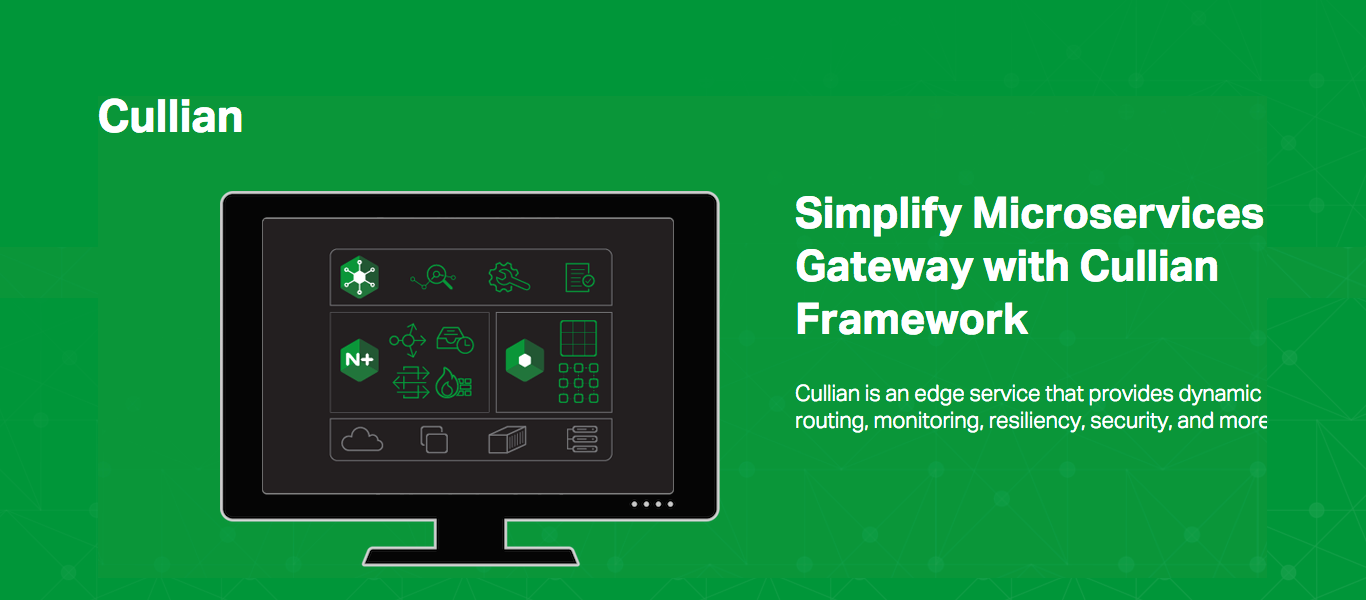 Cullian
Simplify Microservices
Gateway with Cullian
Framework
N+
Cullian is an edge service that provides dynamic
routing, monitoring, resiliency, security, and more